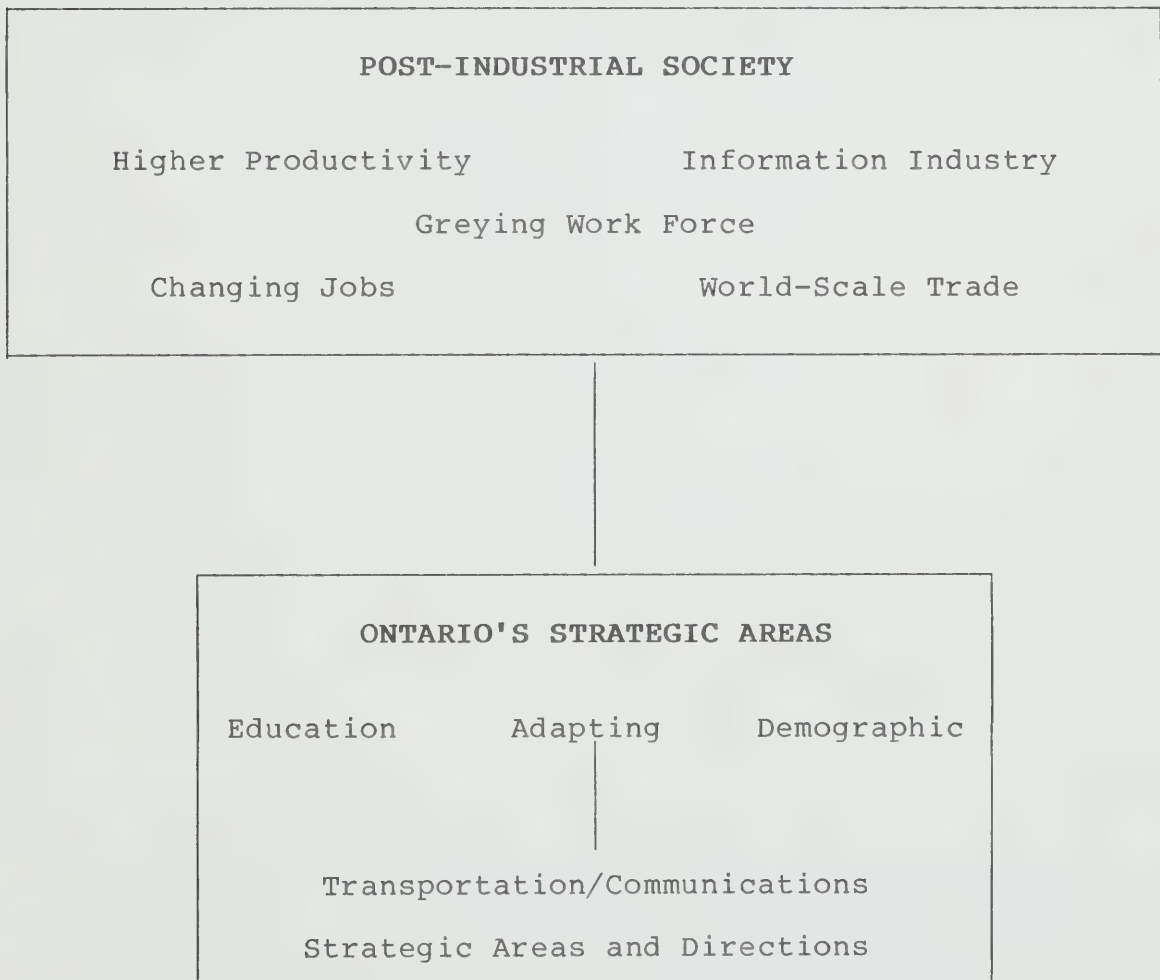 POST-INDUSTRIAL SOCIETY
Higher Productivity Information Industry
Greying Work Force
Changing Jobs World-Scale Trade
ONTARIO'S STRATEGIC AREAS
Education Adapting Demographic
Transportation/Communications
Strategic Areas and Directions